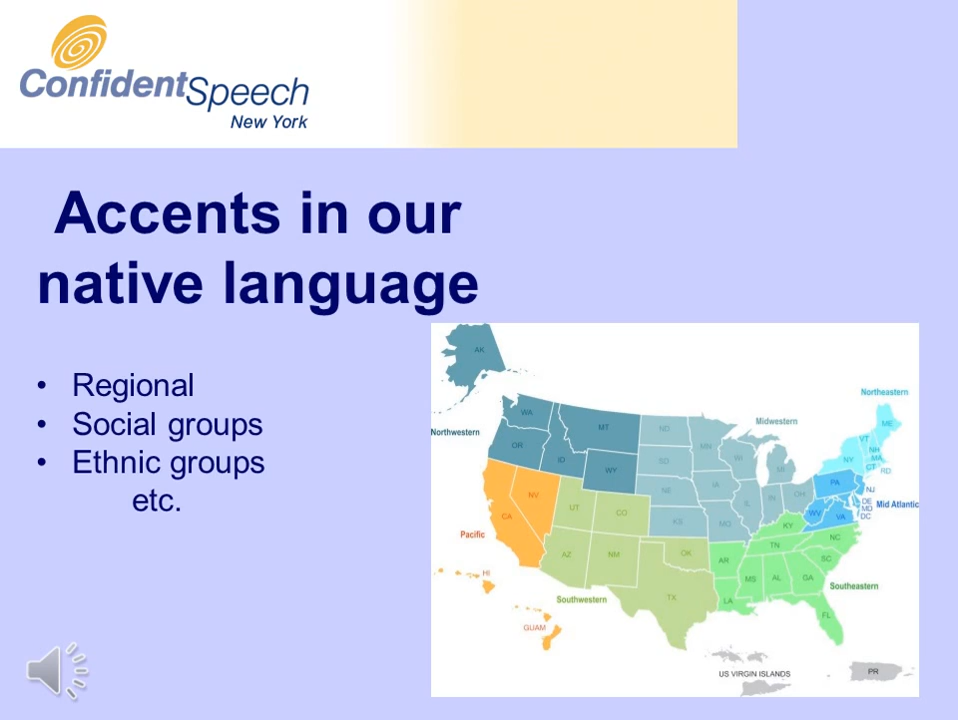 ConfidentSpeech
New York
Accents in our
native language
• Regional
• Social groups
• Ethnic groups
etc.
AK
Northeastern
Northwestern
Midwestern
WA
MT
ND
MN
ME
OR
ID
WY
SD
WI
MI
VT
NH
NY
MA
CT
RD
NE
IA
PA
NJ
NV
UT
CO
KS
MO
IL
IN
OH
WV
VA
DE
MD
DC
Mid Atlantic
CA
KY
Pacific
AZ
NM
OK
AR
TN
NC
SC
HI
TX
LA
MS
AL
GA
Southeastern
Southwestern
FL
GUAM
US VIRGIN ISLANDS
PR